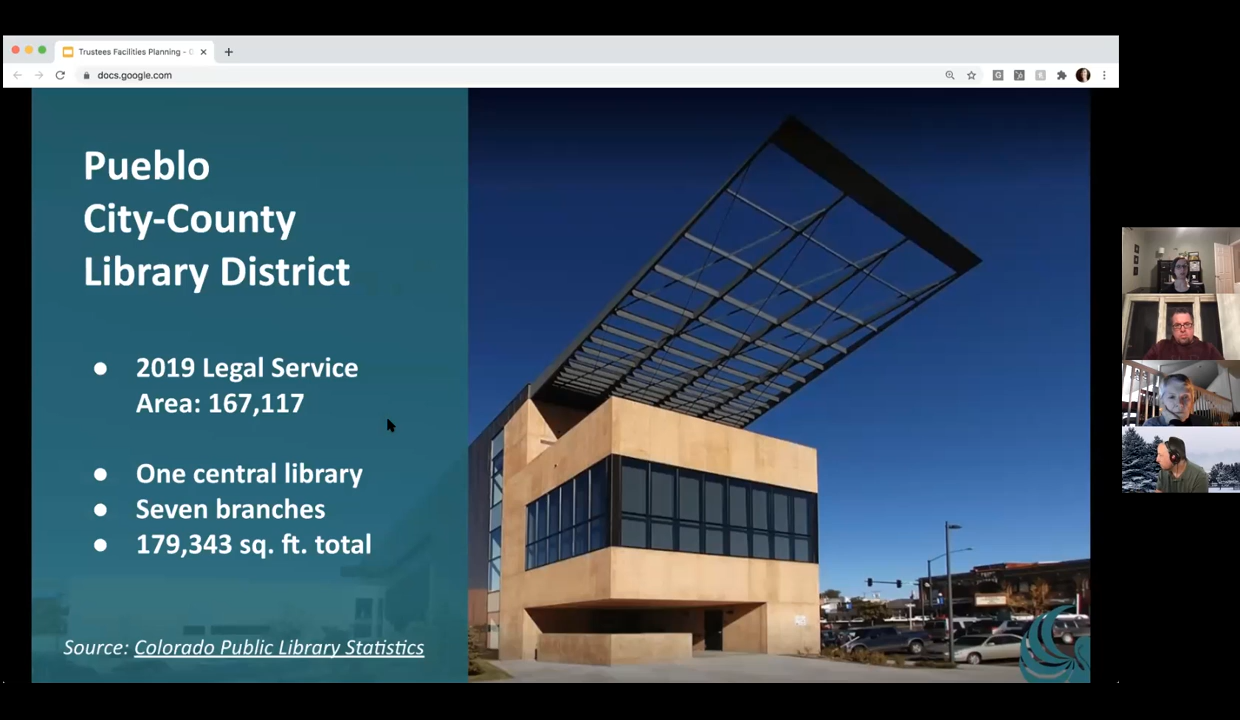 Trustees Facilities Planning -
docs.google.com
Pueblo
City-County
Library District
● 2019 Legal Service
Area: 167,117
● One central library
● Seven branches
● 179,343 sq. ft. total
Source: Colorado Public Library Statistics